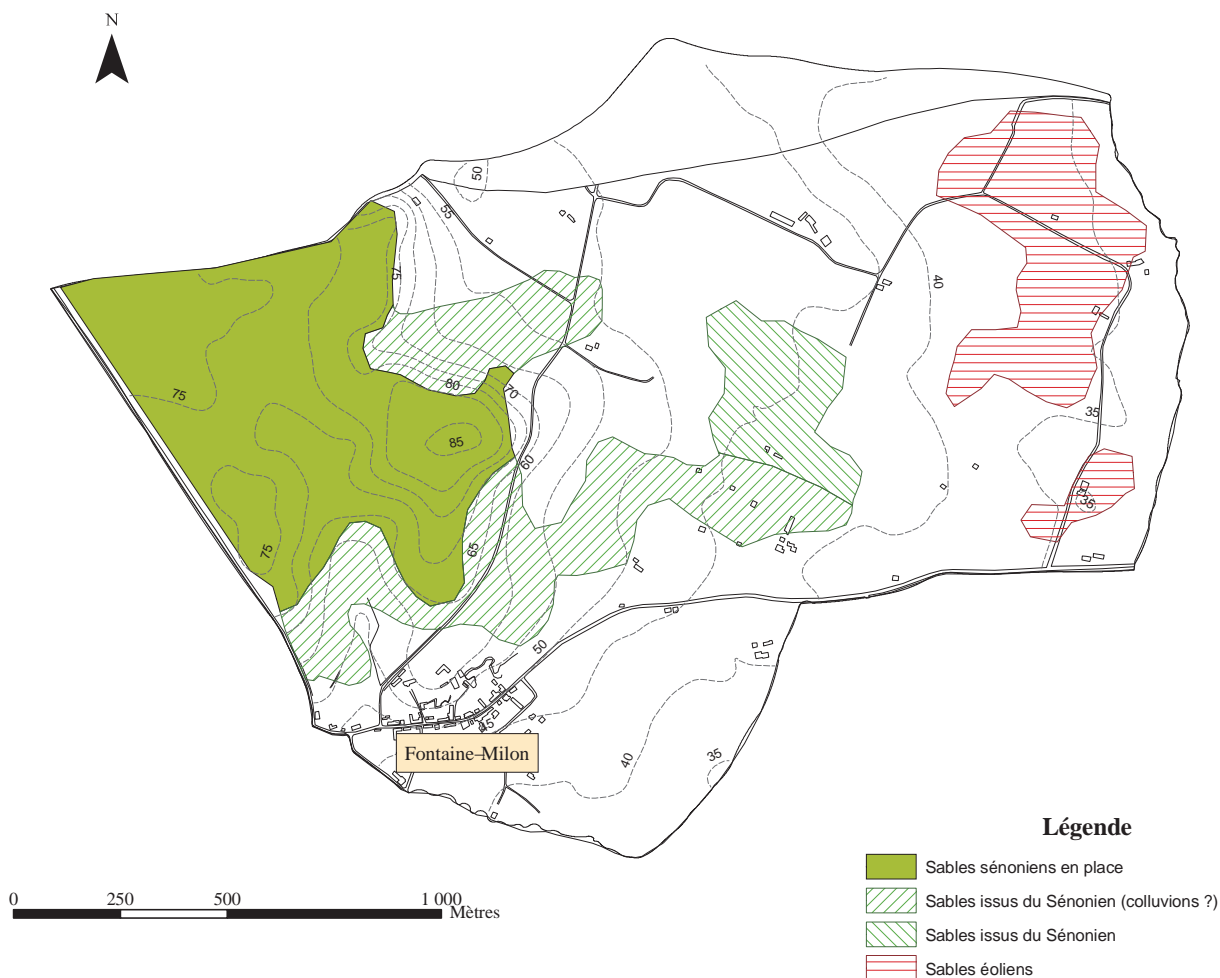 N
50
55
75
40
75
80
70
85
35
60
35
75
65
50
45
Fontaine-Milon
40
35
Légende
Sables sénoniens en place
Sables issus du Sénonien (colluvions ?)
Sables issus du Sénonien
Sables éoliens
0 250 500 1 000
Mètres